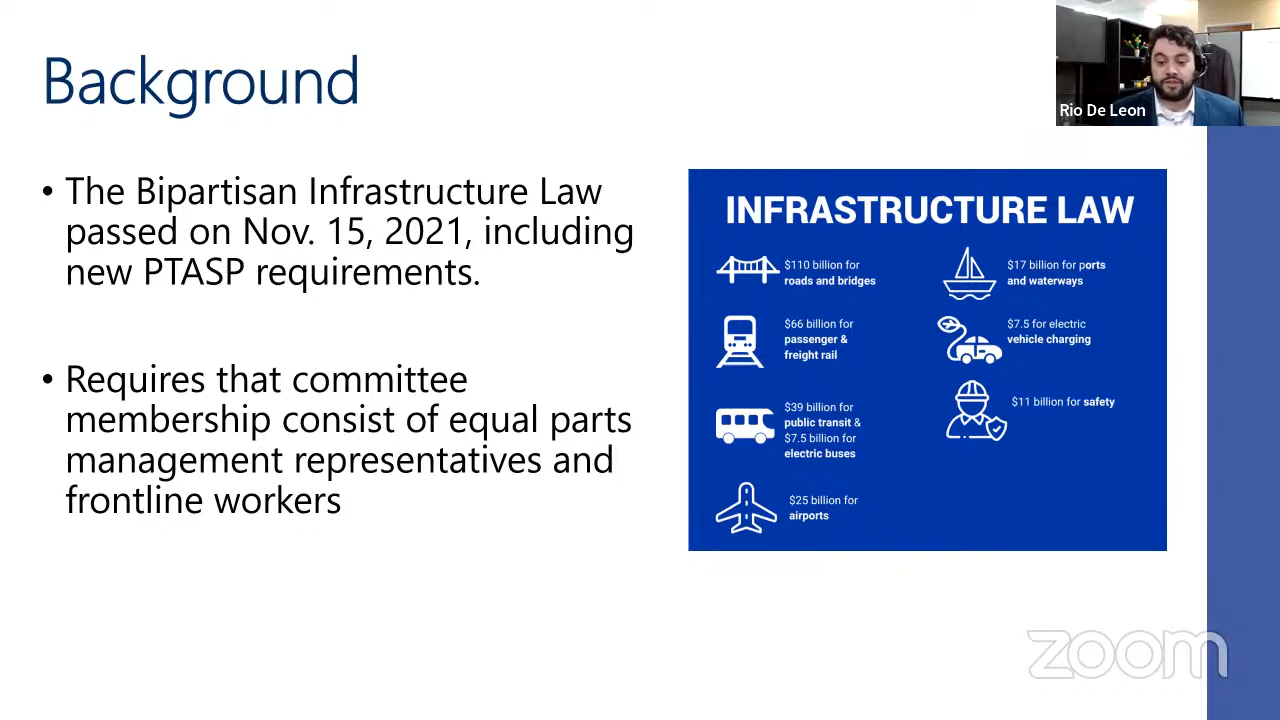 Background
Rio De Leon
• The Bipartisan Infrastructure Law
passed on Nov. 15, 2021, including
new PTASP requirements.
• Requires that committee
membership consist of equal parts
management representatives and
frontline workers
INFRASTRUCTURE LAW
$110 billion for
roads and bridges
$66 billion for
passenger &
freight rail
$39 billion for
public transit &
$7.5 billion for
electric buses
$25 billion for
airports
$17 billion for ports
and waterways
$7.5 for electric
vehicle charging
$11 billion for safety
zoom